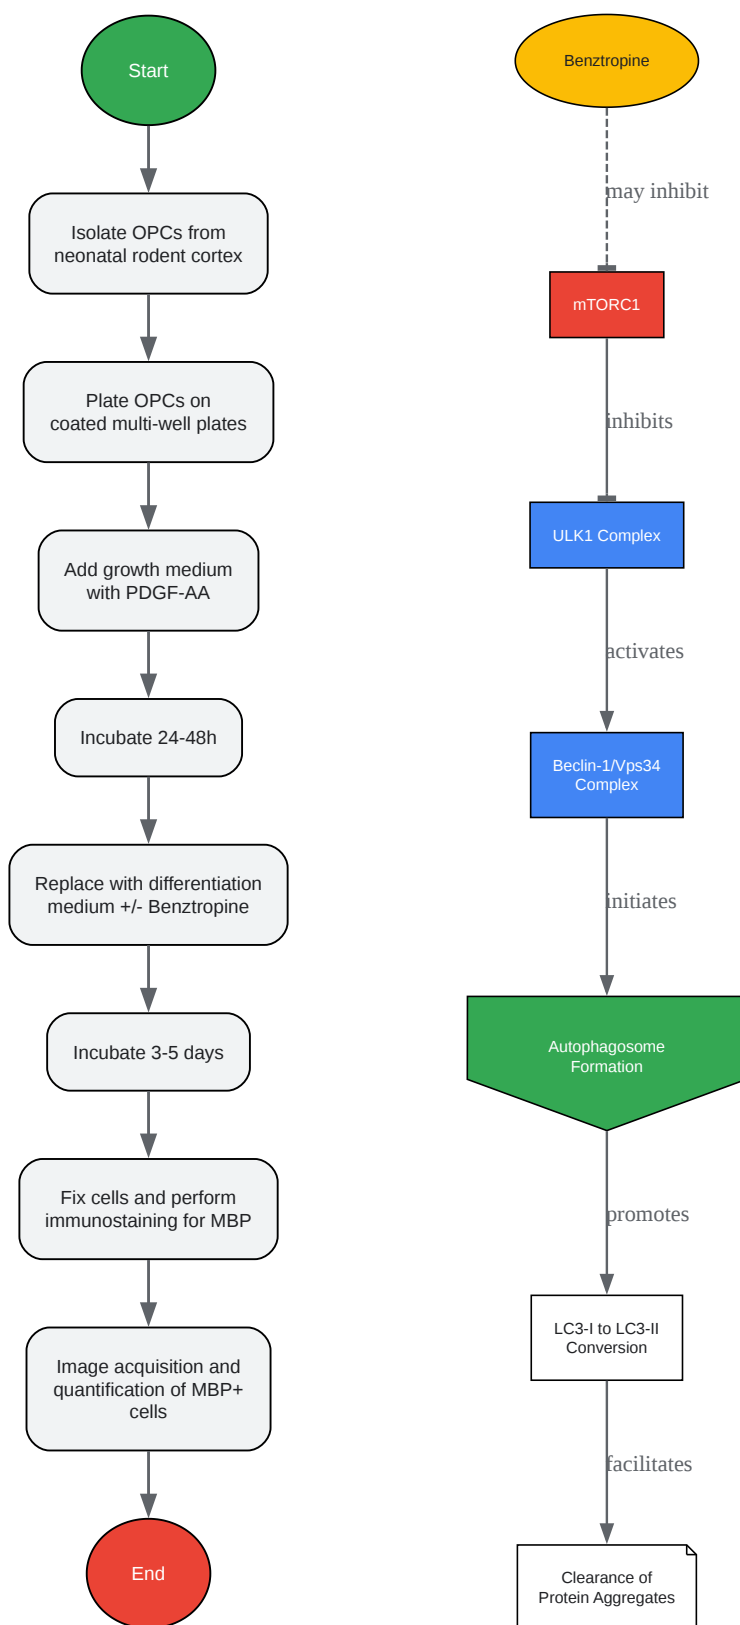 Start
Isolate OPCs from
neonatal rodent cortex
Plate OPCs on
coated multi-well plates
Add growth medium
with PDGF-AA
Incubate 24-48h
Replace with differentiation
medium +/- Benztropine
Incubate 3-5 days
Fix cells and perform
immunostaining for MBP
Image acquisition and
quantification of MBP+
cells
End
Benztropine
may inhibit
mTORC1
inhibits
ULK1 Complex
activates
Beclin-1/Vps34
Complex
initiates
Autophagosome
Formation
promotes
LC3-I to LC3-II
Conversion
facilitates
Clearance of
Protein Aggregates